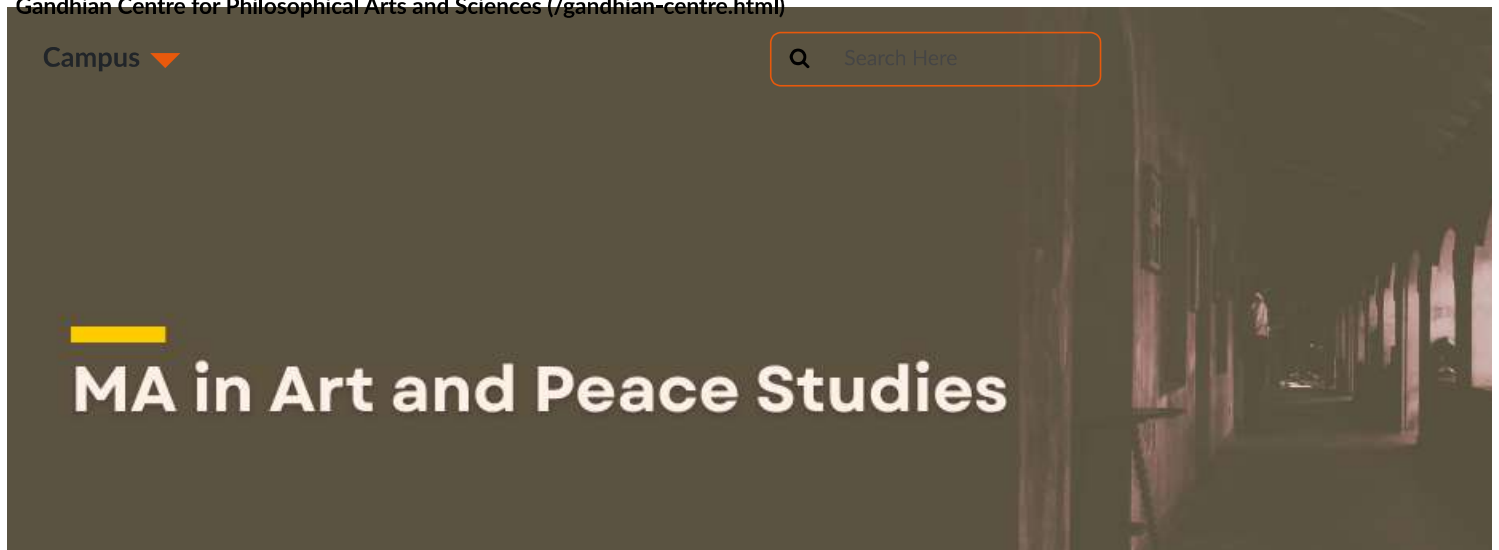 Gandhian Centre for Philosophical Arts and Sciences (/gandhian-centre.html)
Campus
Search Here
MA in Art and Peace Studies